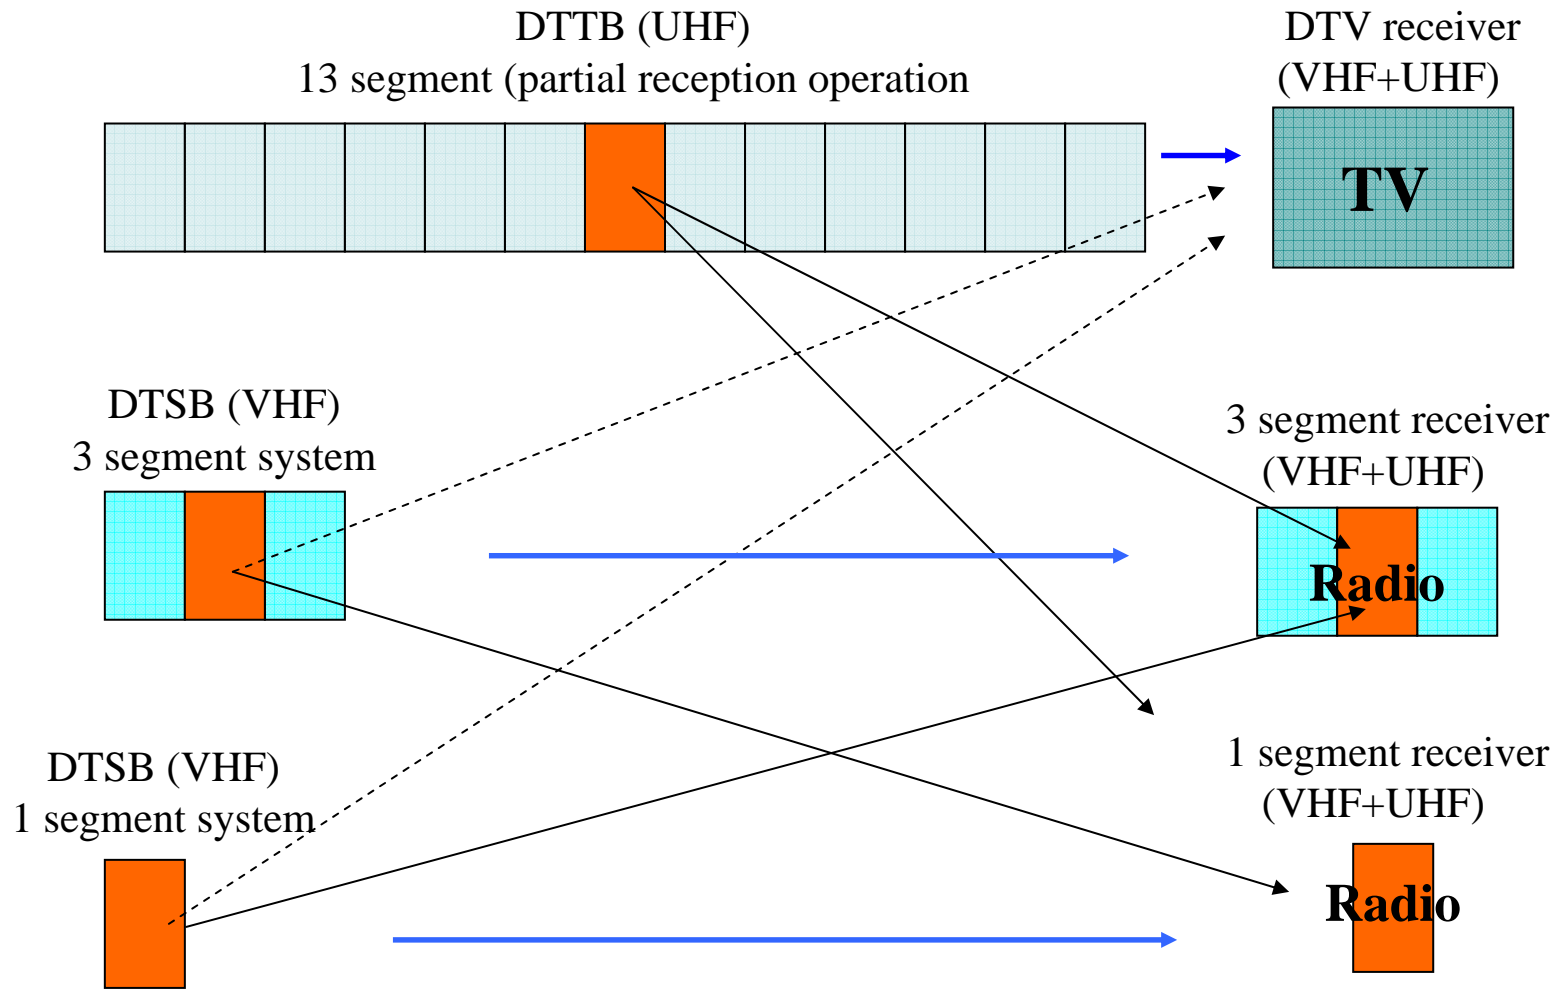 DTTB (UHF)
13 segment (partial reception operation
DTV receiver
(VHF+UHF)
TV
DTSB (VHF)
3 segment system
3 segment receiver
(VHF+UHF)
Radio
DTSB (VHF)
1 segment system
1 segment receiver
(VHF+UHF)
Radio